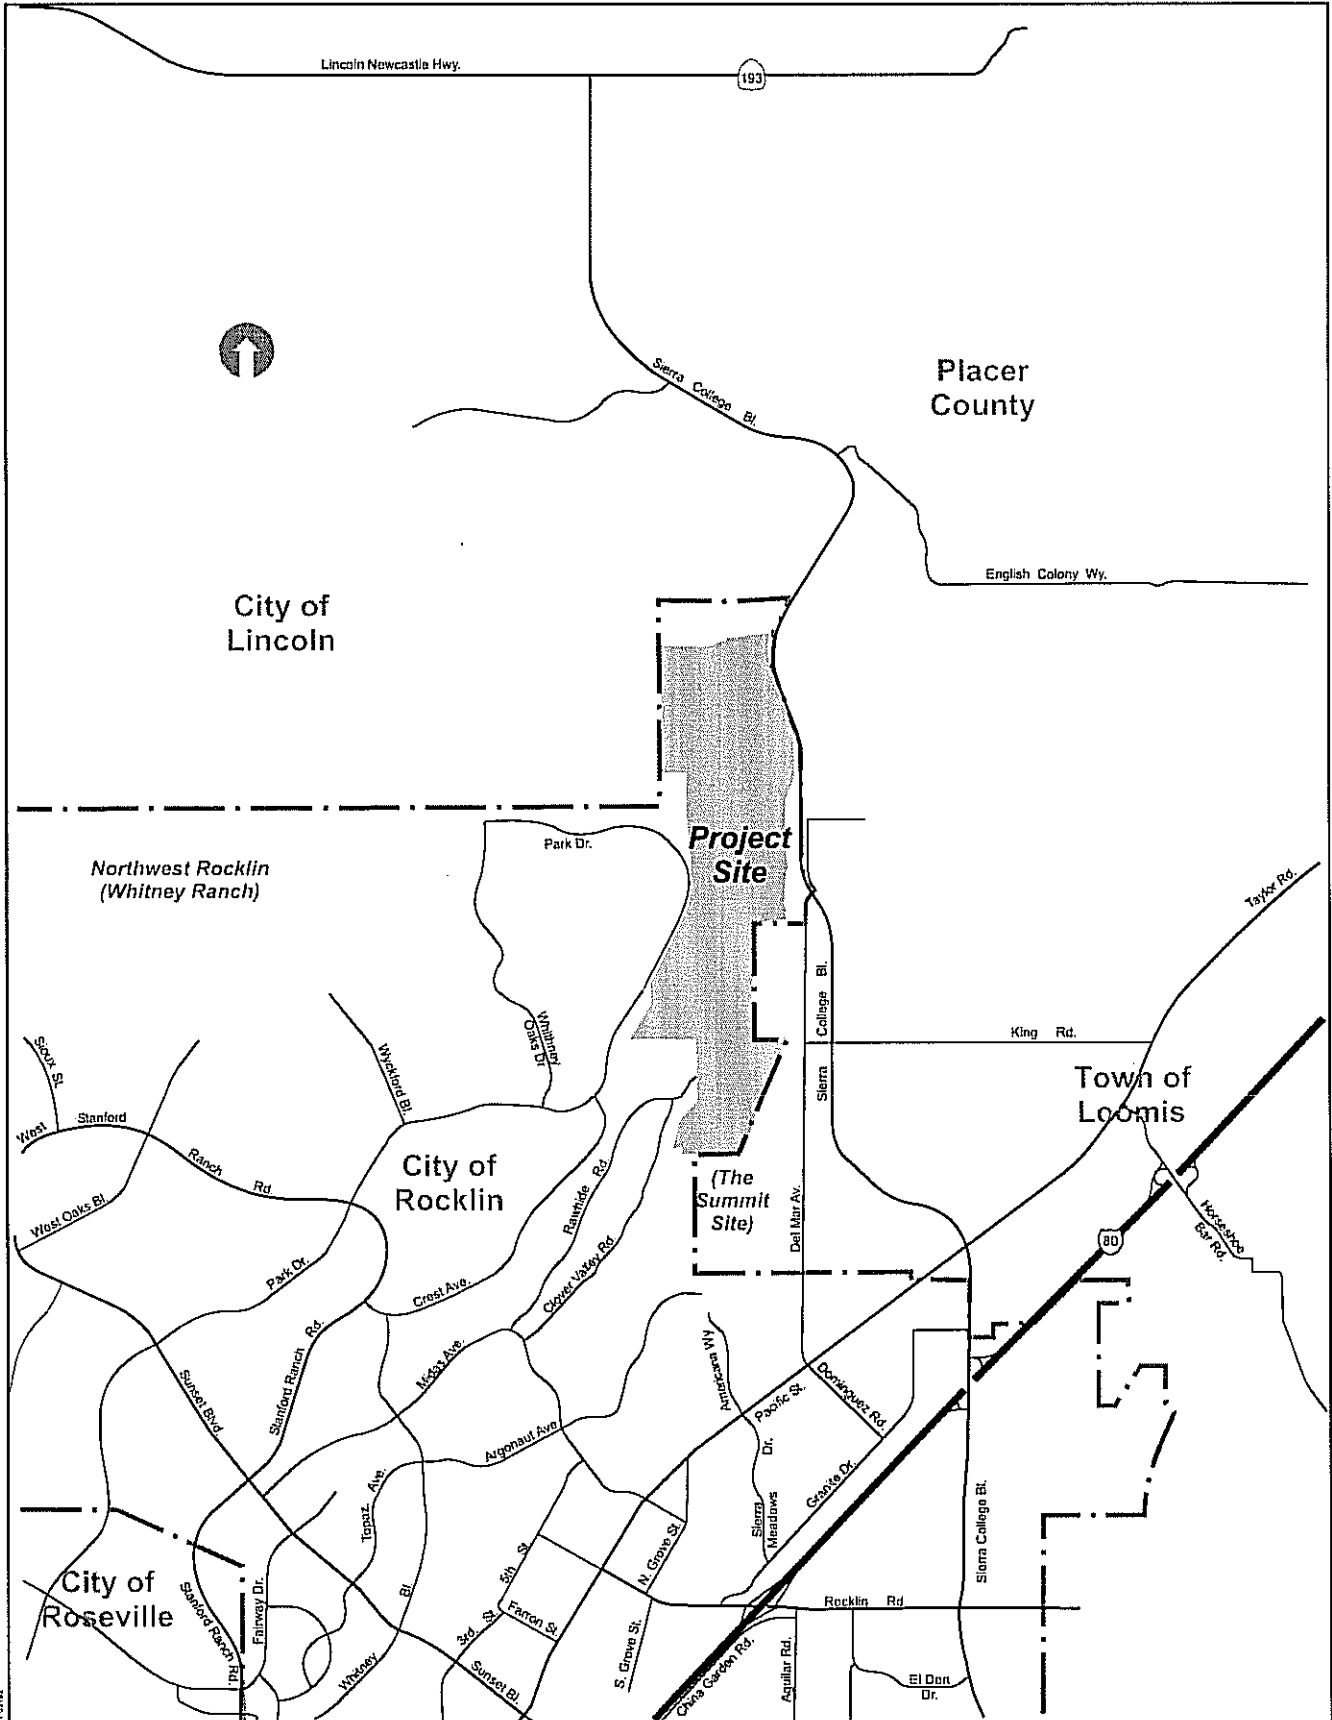 Lincoln Newcastle Hwy.
193
Sierra College Bl.
Placer
County
English Colony Wy.
City of
Lincoln
Project
Site
Park Dr.
Northwest Rocklin
(Whitney Ranch)
Taylor Rd.
Sierra College Bl.
King Rd.
Whithney
Oaks Dr
Wyckford Bl.
Sioux St.
West Stanford Ranch Rd
Town of
Loomis
City of
Rocklin
(The
Summit
Site)
Rawhide Rd.
Del Mar Av.
West Oaks Bl.
Clover Valley Rd.
Park Dr.
Crest Ave.
80
Horseshoe
Bar Rd.
Stanford Ranch Rd.
Midas Ave.
Americana Wy
Sunset Blvd.
Pacific St.
Dominguez Rd.
Argonaut Ave
Dr.
Granite Dr.
Topaz Ave.
Sierra
Meadows
Sierra College Bl.
N. Grove St.
5th St.
City of
Roseville
Stanford Ranch Rd.
Fairway Dr.
Bl.
Whitney
3rd. St.
Farron St.
S. Grove St.
Rocklin Rd
Sunset Bl.
China Garden Rd.
Aguilar Rd.
El Don
Dr.